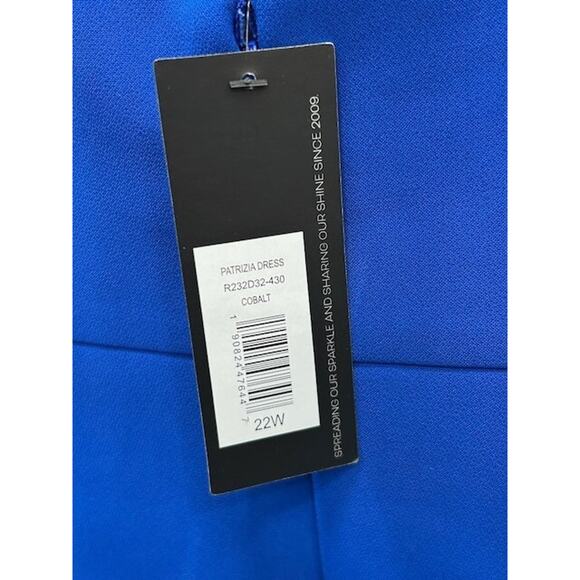 PATRIZIA DRESS
R232D32-430
COBALT
1 90824 47644 7
22W
SPREADING OUR SPARKLE AND SHARING OUR SHINE SINCE 2009.